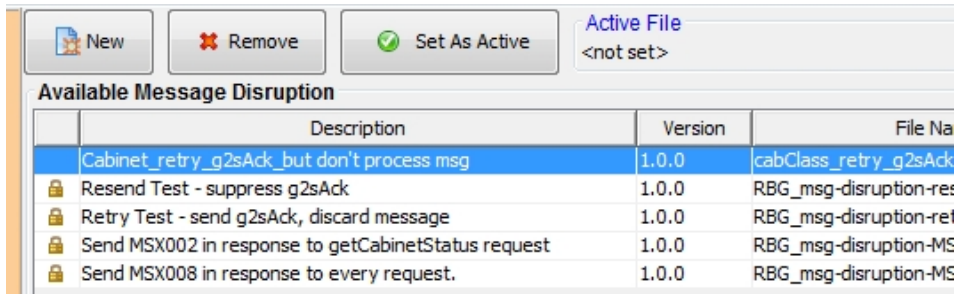 New Remove Set As Active Active File
<not set>
Available Message Disruption
Description Version File Na
Cabinet_retry_g2sAck_but don't process msg 1.0.0 cabClass_retry_g2sAck
Resend Test - suppress g2sAck 1.0.0 RBG_msg-disruption-res
Retry Test - send g2sAck, discard message 1.0.0 RBG_msg-disruption-ret
Send MSX002 in response to getCabinetStatus request 1.0.0 RBG_msg-disruption-MS
Send MSX008 in response to every request. 1.0.0 RBG_msg-disruption-MS